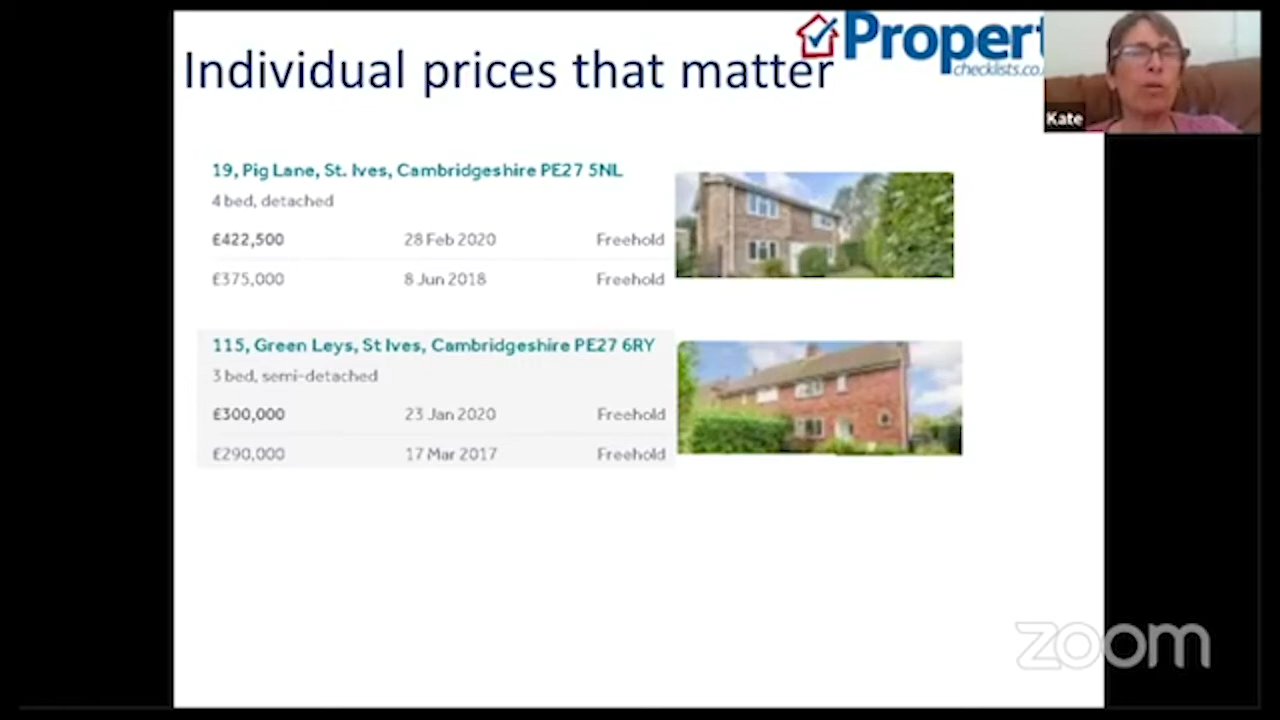 Individual prices that matter
Propert
checklists.co.
Kate
19, Pig Lane, St. Ives, Cambridgeshire PE27 5NL
4 bed, detached
£422,500 28 Feb 2020 Freehold
£375,000 8 Jun 2018 Freehold
115, Green Leys, St Ives, Cambridgeshire PE27 6RY
3 bed, semi-detached
£300,000 23 Jan 2020 Freehold
£290,000 17 Mar 2017 Freehold
zoom